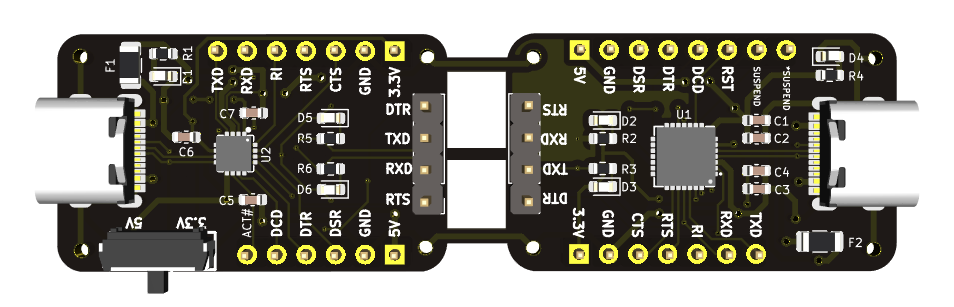 F1
R1
C1
TXD
RXD
RI
RTS
CTS
GND
3.3V
C7
D5
R5
R6
D6
C6
U2
C5
DTR
TXD
RXD
RTS
5V
3.3V
ACT#
DCD
DTR
DSR
GND
5V
5V
GND
DSR
DTR
DCD
RST
SUSPEND
*SUSPEND
D4
R4
RTS
RXD
TXD
DTR
D2
R2
R3
D3
U1
C1
C2
C4
C3
3.3V
GND
CTS
RTS
RI
RXD
TXD
F2